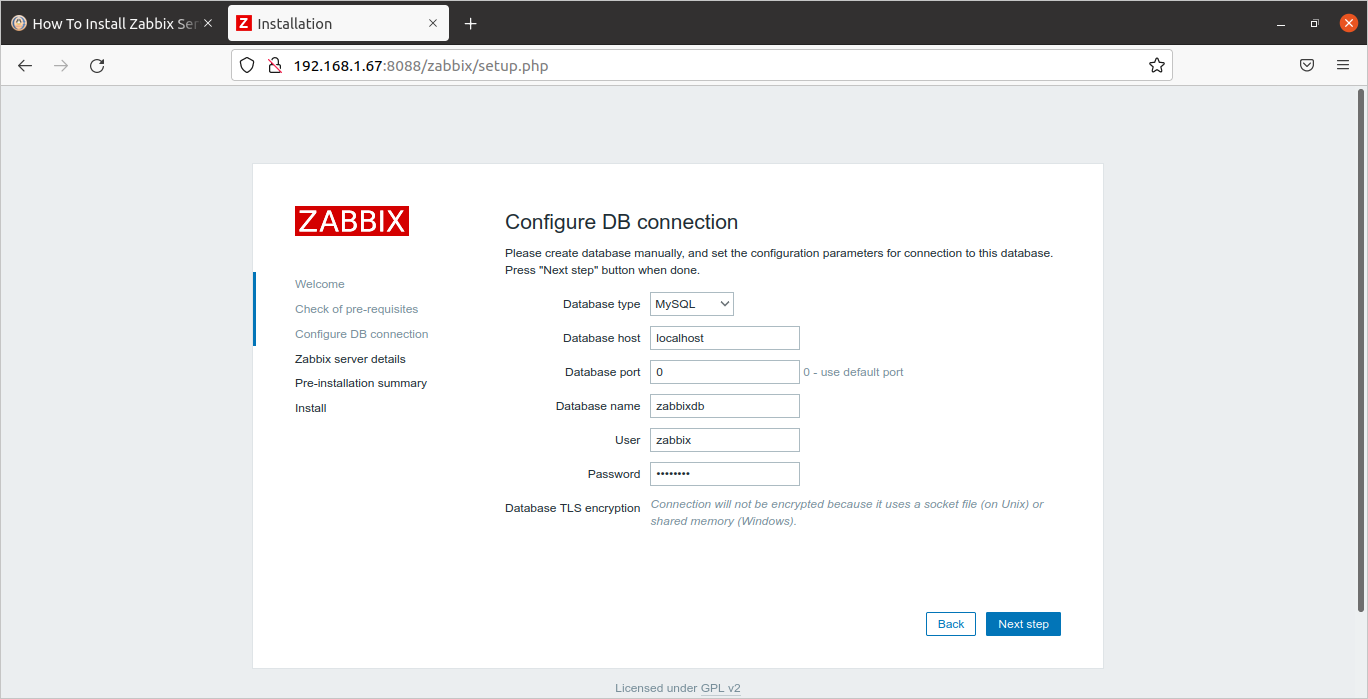 How To Install Zabbix Ser
Installation
192.168.1.67:8088/zabbix/setup.php
ZABBIX
Welcome
Check of pre-requisites
Configure DB connection
Zabbix server details
Pre-installation summary
Install
Configure DB connection
Please create database manually, and set the configuration parameters for connection to this database.
Press "Next step" button when done.
Database type MySQL
Database host localhost
Database port 0 0 - use default port
Database name zabbixdb
User zabbix
Password ••••••••
Database TLS encryption Connection will not be encrypted because it uses a socket file (on Unix) or
shared memory (Windows).
Back Next step
Licensed under GPL v2